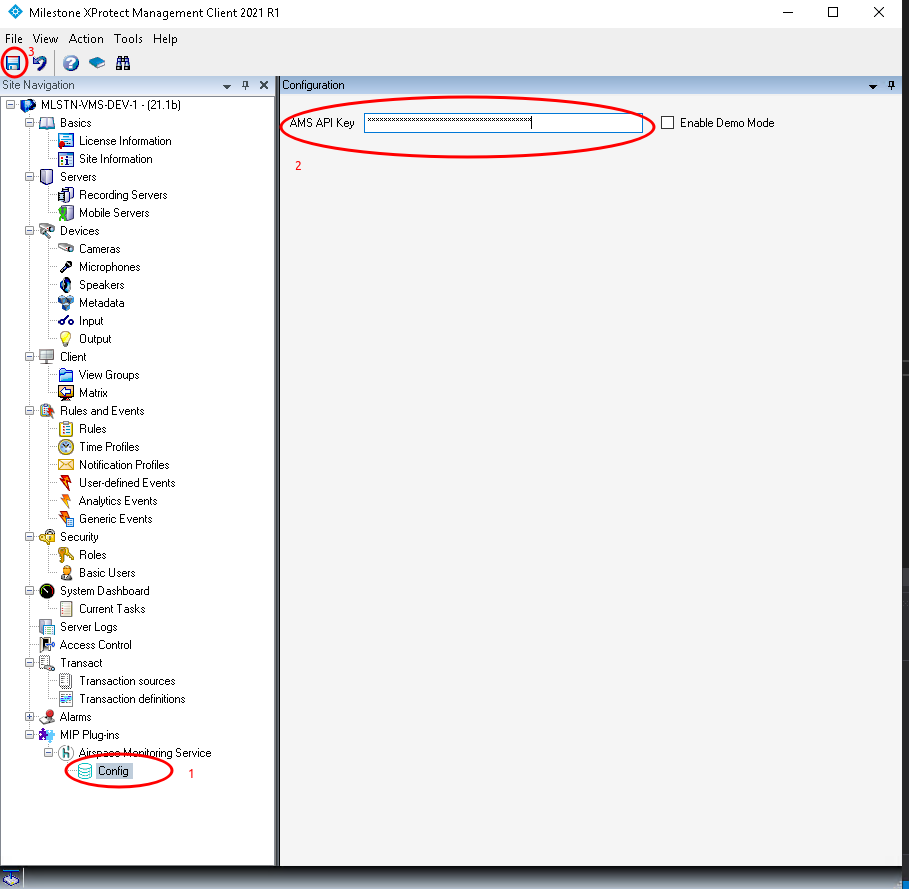 Milestone XProtect Management Client 2021 R1
File View Action Tools Help
3
Site Navigation
Configuration
MLSTN-VMS-DEV-1 - (21.1b)
AMS API Key
Enable Demo Mode
2
Basics
License Information
Site Information
Servers
Recording Servers
Mobile Servers
Devices
Cameras
Microphones
Speakers
Metadata
Input
Output
Client
View Groups
Matrix
Rules and Events
Rules
Time Profiles
Notification Profiles
User-defined Events
Analytics Events
Generic Events
Security
Roles
Basic Users
System Dashboard
Current Tasks
Server Logs
Access Control
Transact
Transaction sources
Transaction definitions
Alarms
MIP Plug-ins
Airspace Monitoring Service
Config
1